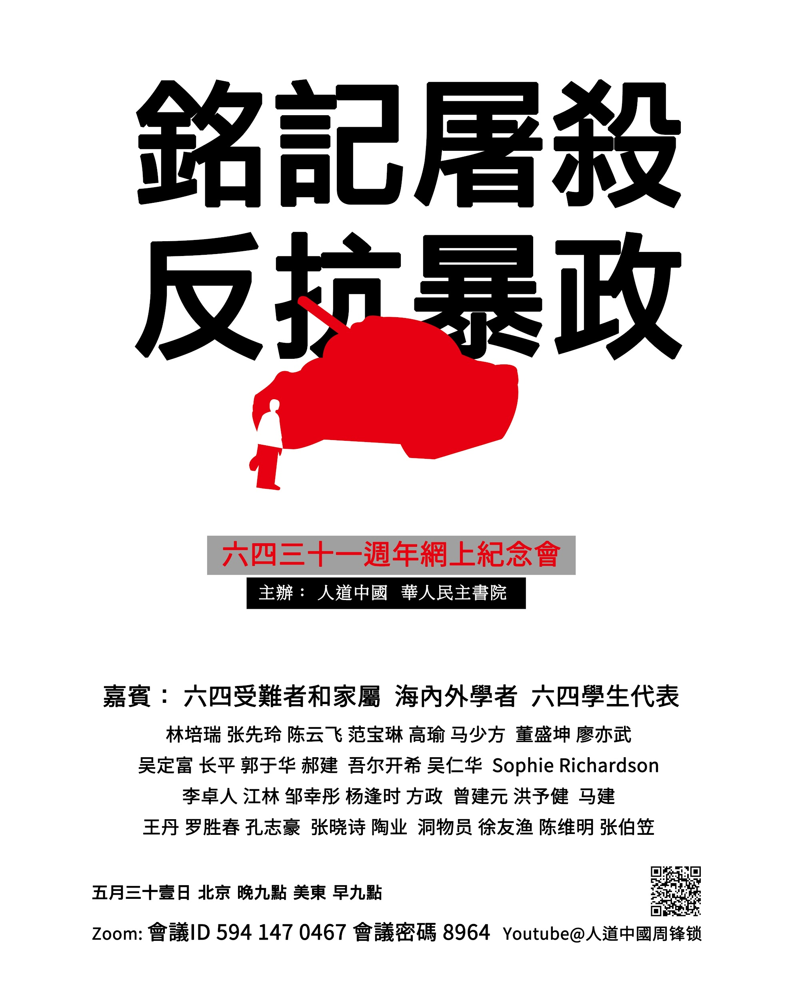 銘記屠殺
反抗暴政
六四三十一週年網上紀念會
主辦： 人道中國 華人民主書院
嘉賓： 六四受難者和家屬 海內外學者 六四學生代表
林培瑞 张先玲 陈云飞 范宝琳 高瑜 马少方 董盛坤 廖亦武
吴定富 长平 郭于华 郝建 吾尔开希 吴仁华 Sophie Richardson
李卓人 江林 邹幸彤 杨逢时 方政 曾建元 洪予健 马建
王丹 罗胜春 孔志豪 张晓诗 陶业 洞物员 徐友渔 陈维明 张伯笠
五月三十壹日 北京 晚九點 美東 早九點
Zoom: 會議ID 594 147 0467 會議密碼 8964 Youtube@人道中國周锋锁